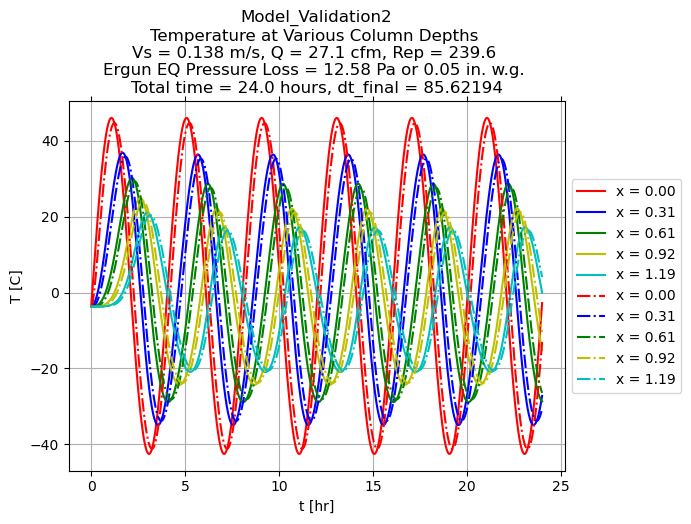 Model_Validation2
Temperature at Various Column Depths
Vs = 0.138 m/s, Q = 27.1 cfm, Rep = 239.6
Ergun EQ Pressure Loss = 12.58 Pa or 0.05 in. w.g.
Total time = 24.0 hours, dt_final = 85.62194
T [C]
40
20
0
−20
−40
0
5
10
15
20
25
t [hr]
x = 0.00
x = 0.31
x = 0.61
x = 0.92
x = 1.19
x = 0.00
x = 0.31
x = 0.61
x = 0.92
x = 1.19